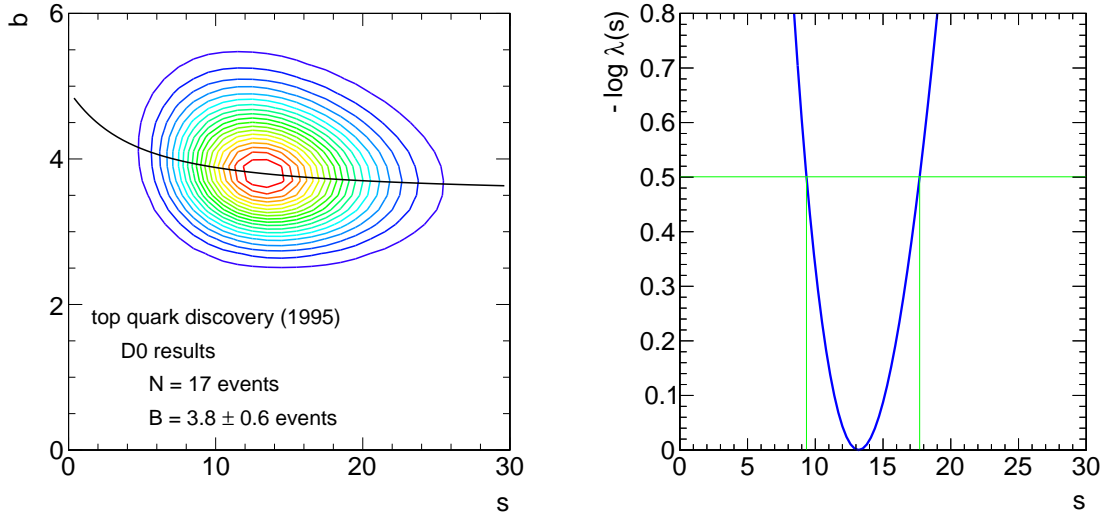 b
6
4
2
0
top quark discovery (1995)
D0 results
N = 17 events
B = 3.8 ± 0.6 events
0 10 20 30
s
- log λ(s)
0.8
0.7
0.6
0.5
0.4
0.3
0.2
0.1
0
0 5 10 15 20 25 30
s